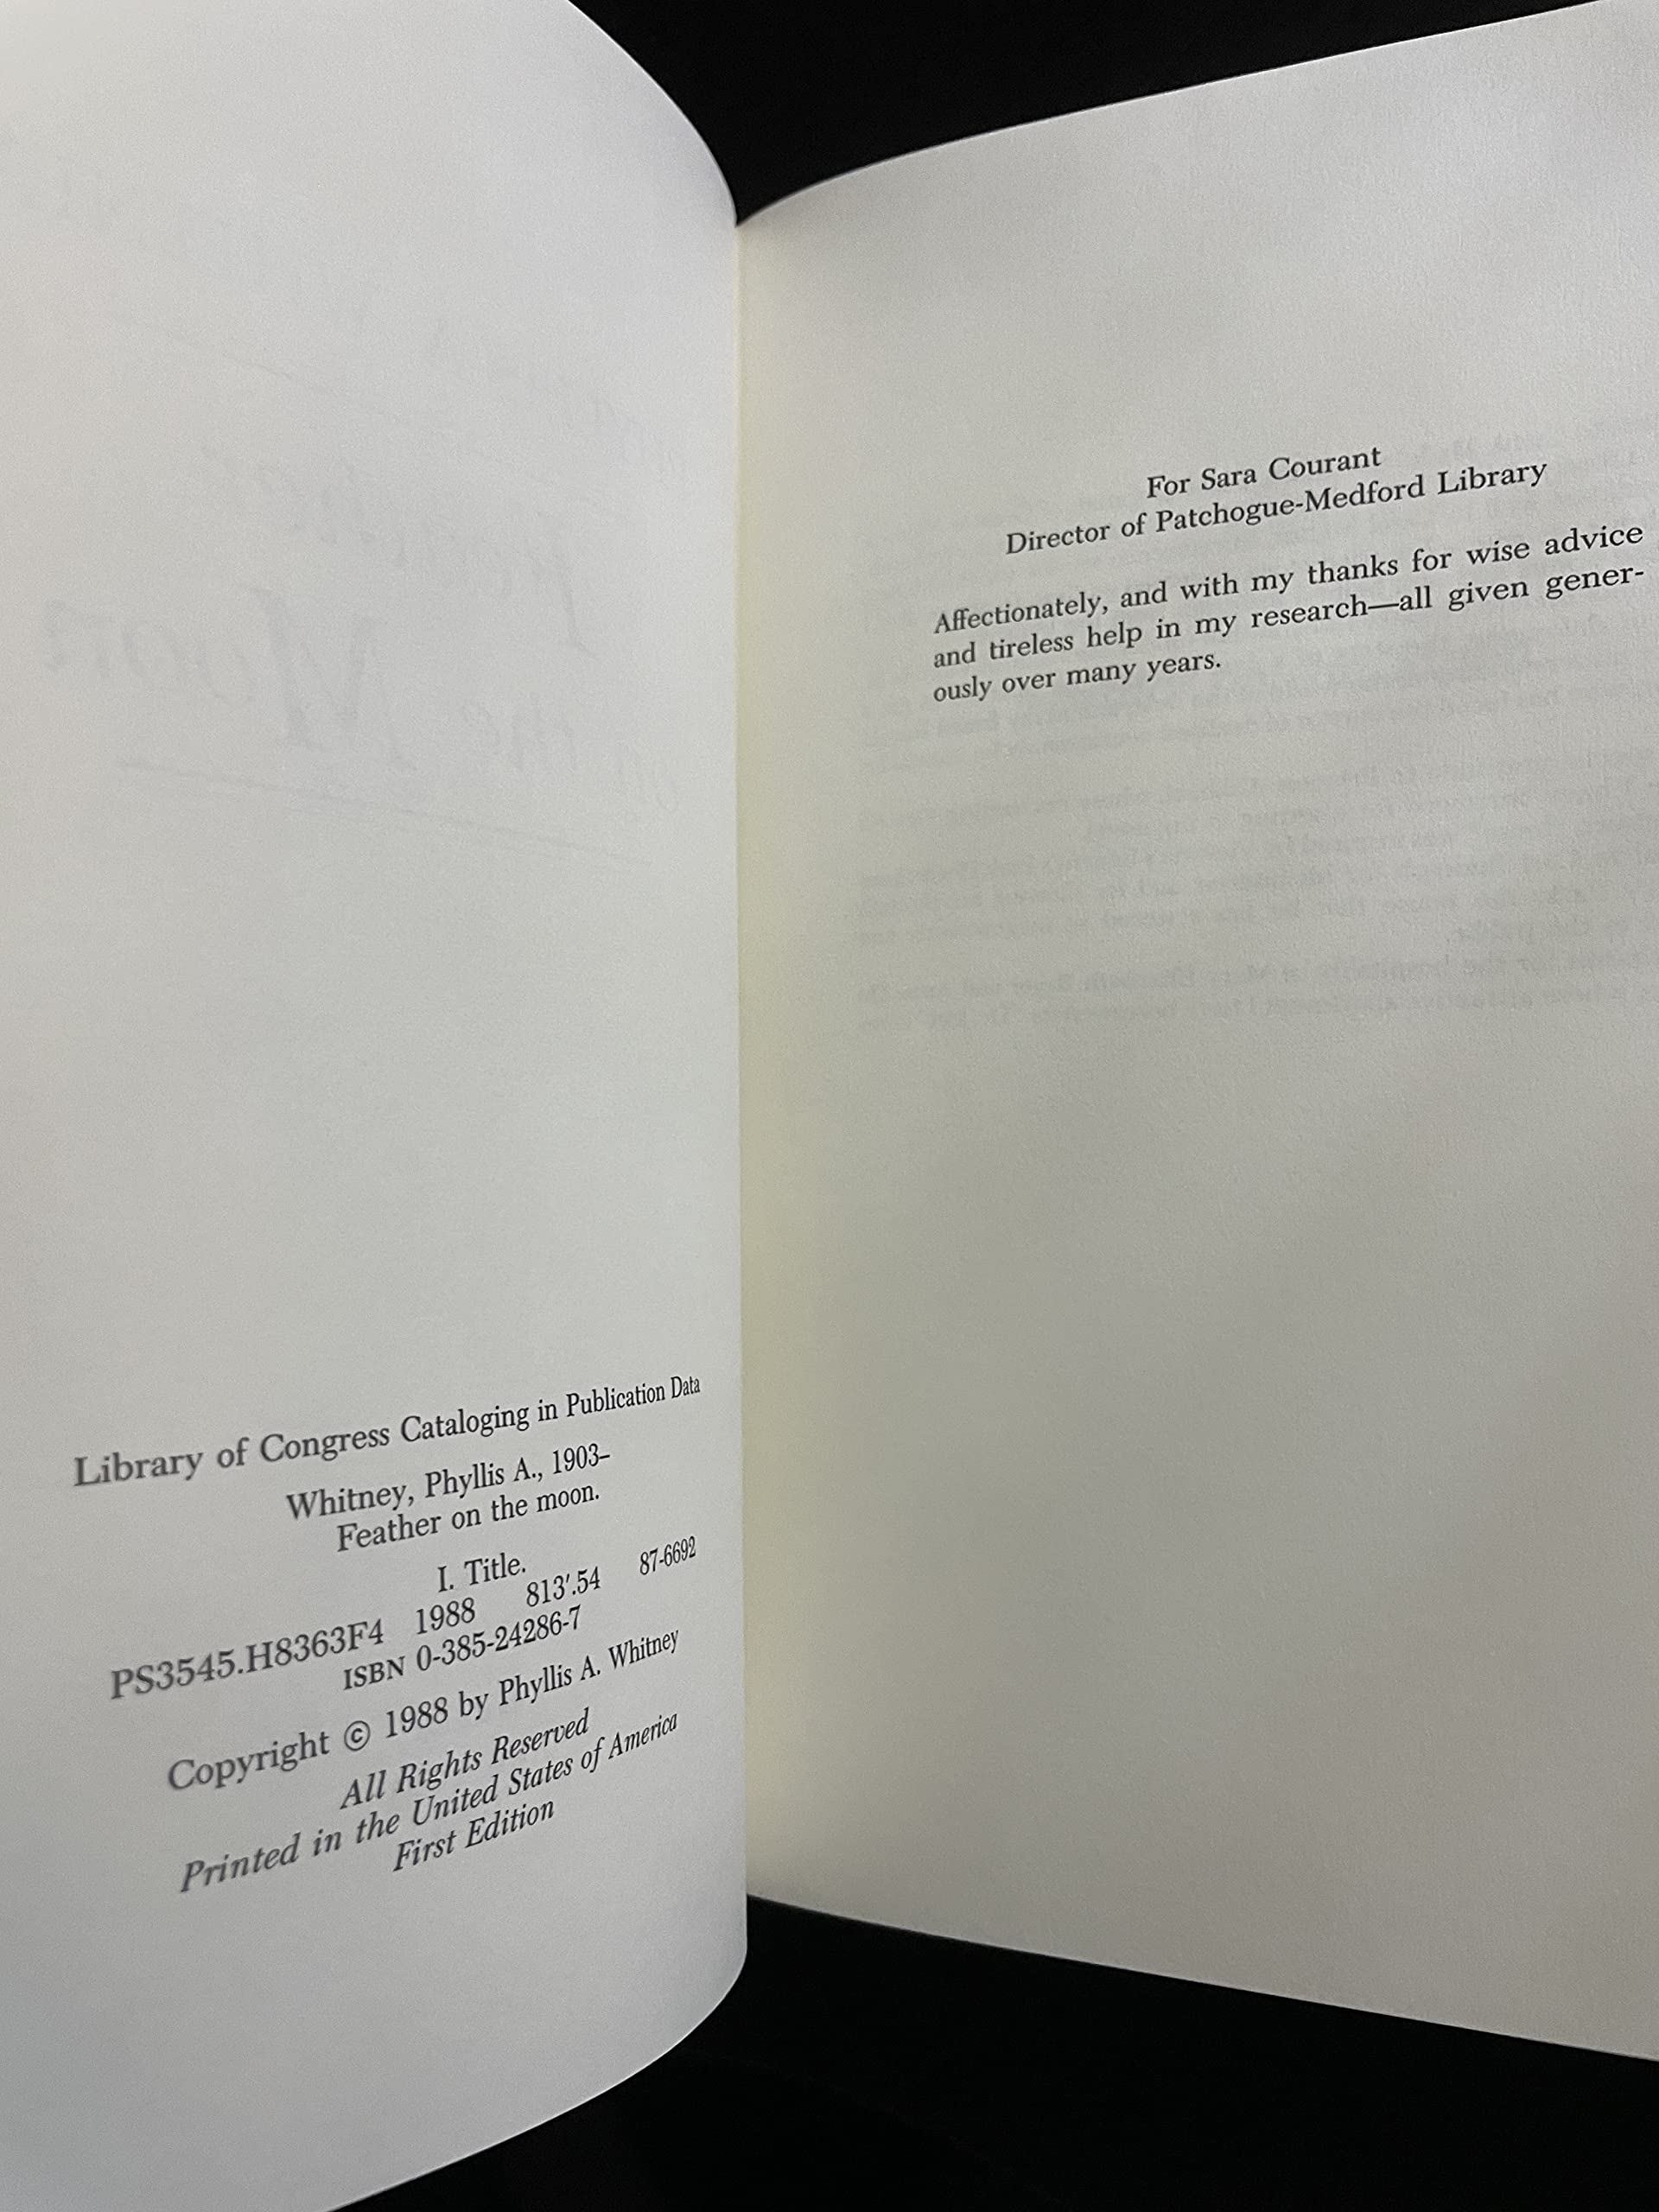 Library of Congress Cataloging in Publication Data
Whitney, Phyllis A., 1903–
Feather on the moon.
I. Title.
PS3545.H8363F4 1988 813′.54 87-6692
ISBN 0-385-24286-7
Copyright © 1988 by Phyllis A. Whitney
All Rights Reserved
Printed in the United States of America
First Edition
For Sara Courant
Director of Patchogue-Medford Library
Affectionately, and with my thanks for wise advice
and tireless help in my research—all given gener-
ously over many years.